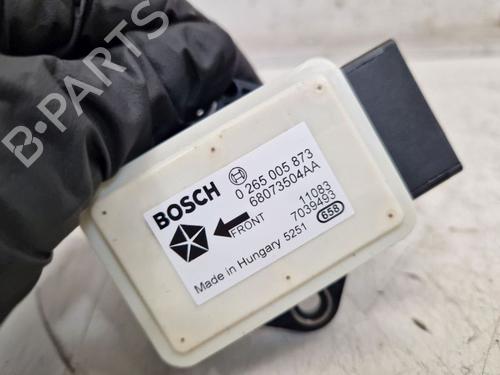 B-PARTS
BOSCH
0 265 005 873
68073504AA
FRONT
11083
7039493
Made in Hungary 5251
658